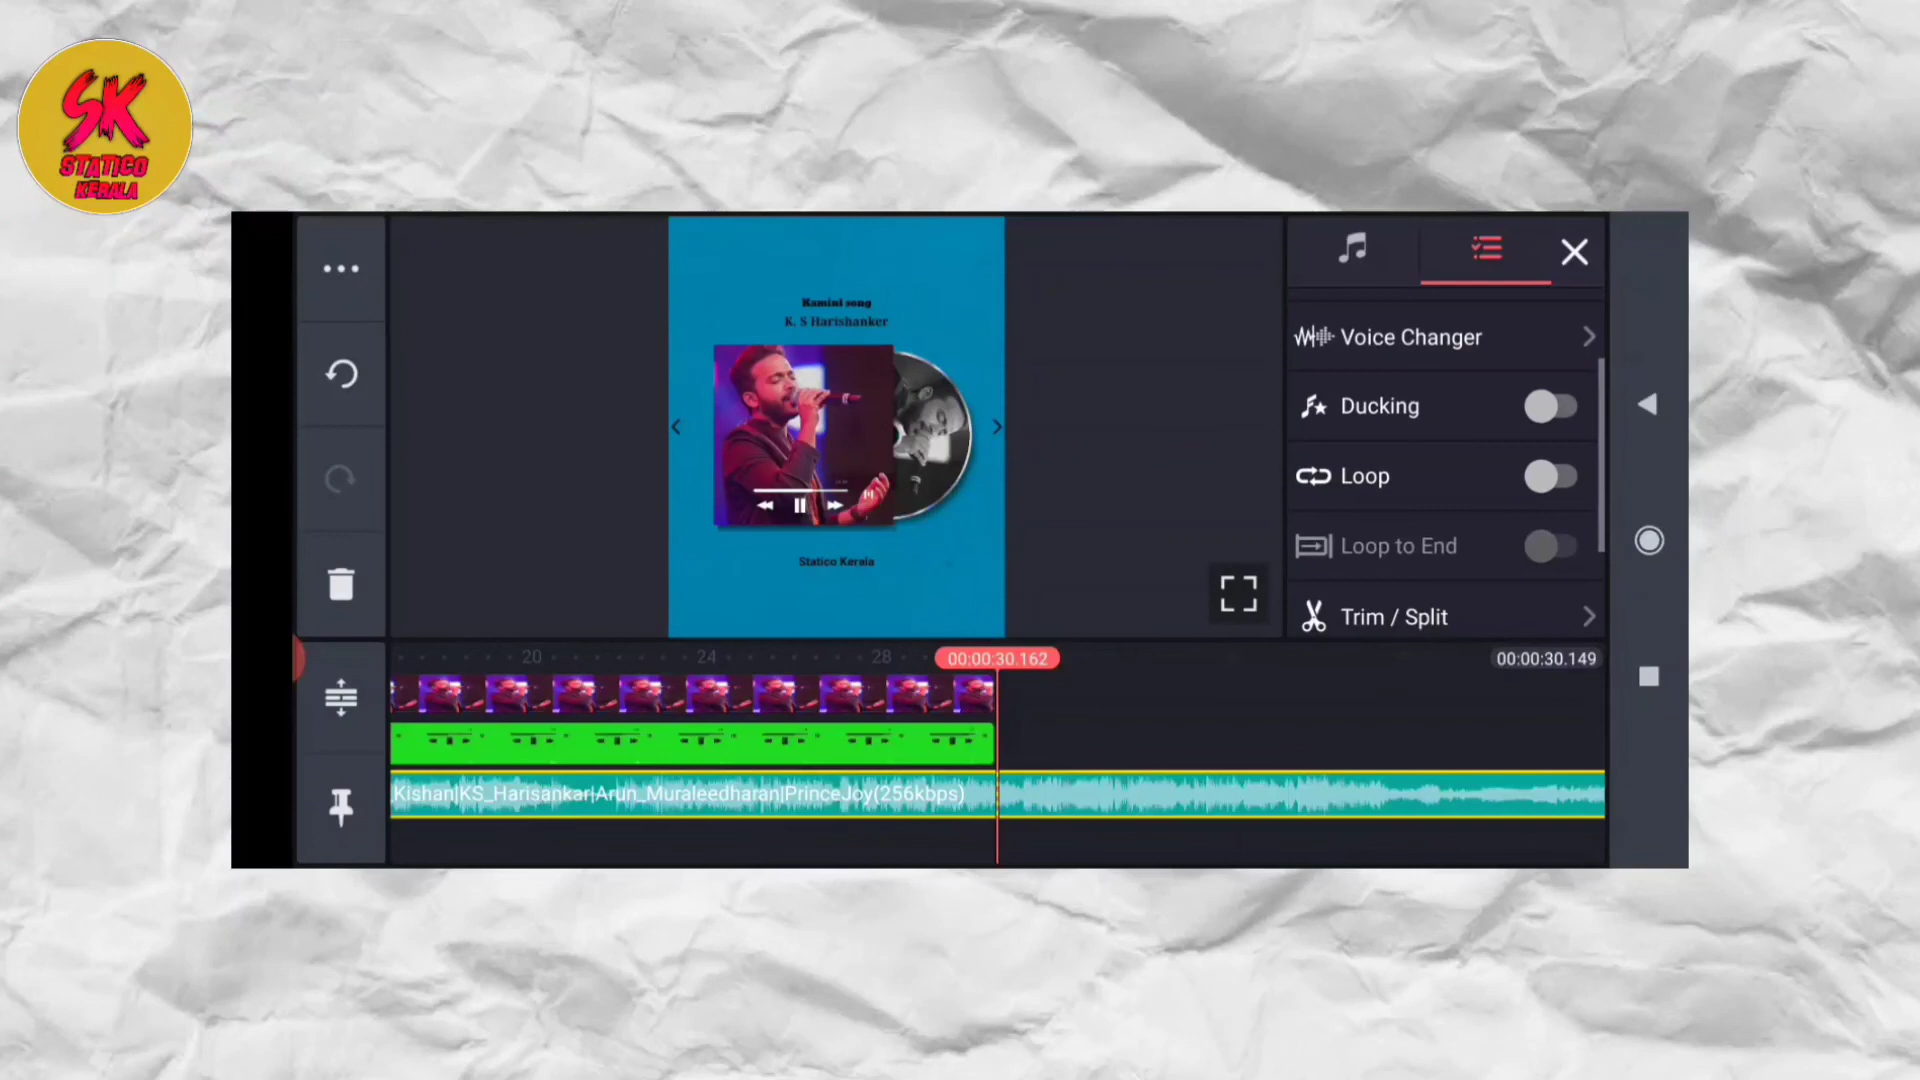 SK
STATICO
KERALA
Kamini song
K. S Harishanker
Statico Kerala
Voice Changer
Ducking
Loop
Loop to End
Trim / Split
20
24
28
00:00:30.162
00:00:30.149
Kishan|KS_Harisankar|Arun_Muraleedharan|PrinceJoy(256kbps)